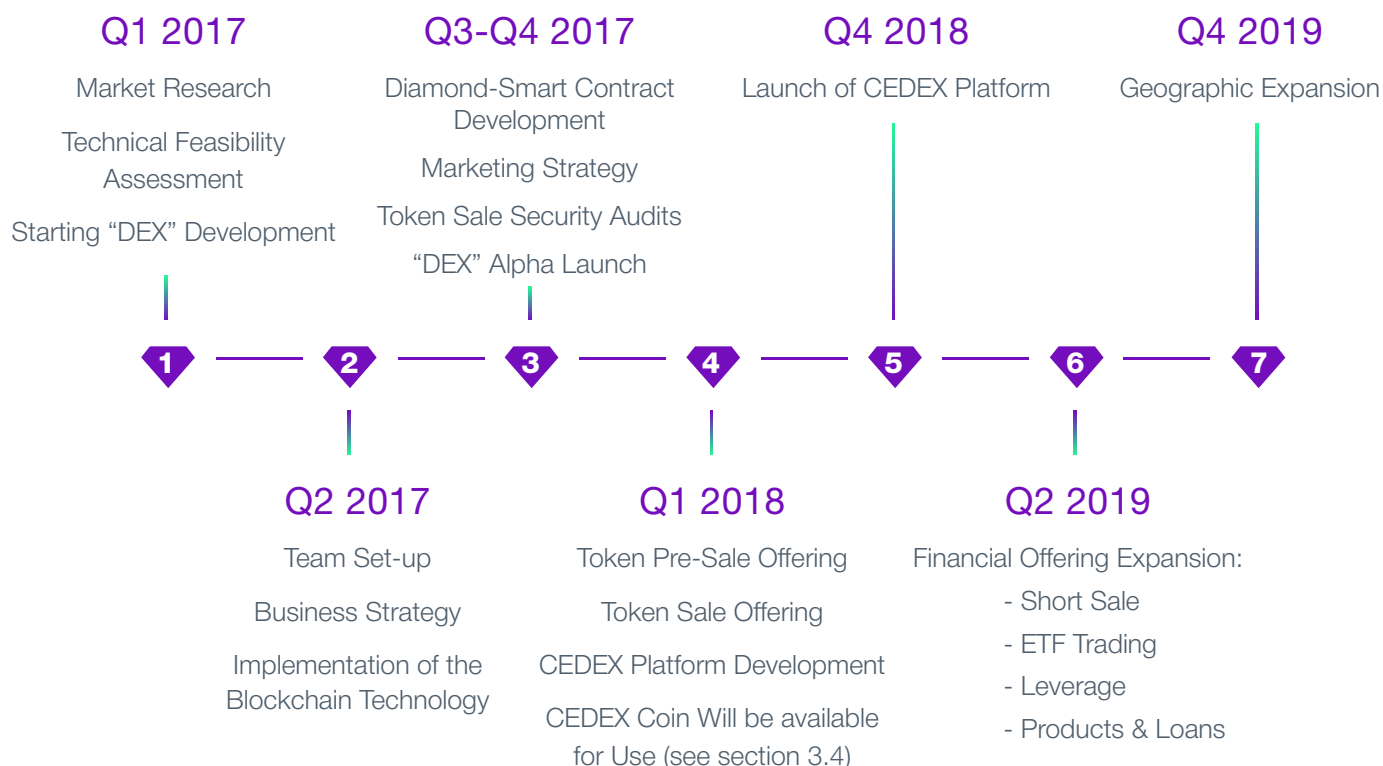 Q1 2017
Market Research
Technical Feasibility
Assessment
Starting “DEX” Development
Q3-Q4 2017
Diamond-Smart Contract
Development
Marketing Strategy
Token Sale Security Audits
“DEX” Alpha Launch
Q4 2018
Launch of CEDEX Platform
Q4 2019
Geographic Expansion
1
2
3
4
5
6
7
Q2 2017
Team Set-up
Business Strategy
Implementation of the
Blockchain Technology
Q1 2018
Token Pre-Sale Offering
Token Sale Offering
CEDEX Platform Development
CEDEX Coin Will be available
for Use (see section 3.4)
Q2 2019
Financial Offering Expansion:
- Short Sale
- ETF Trading
- Leverage
- Products & Loans